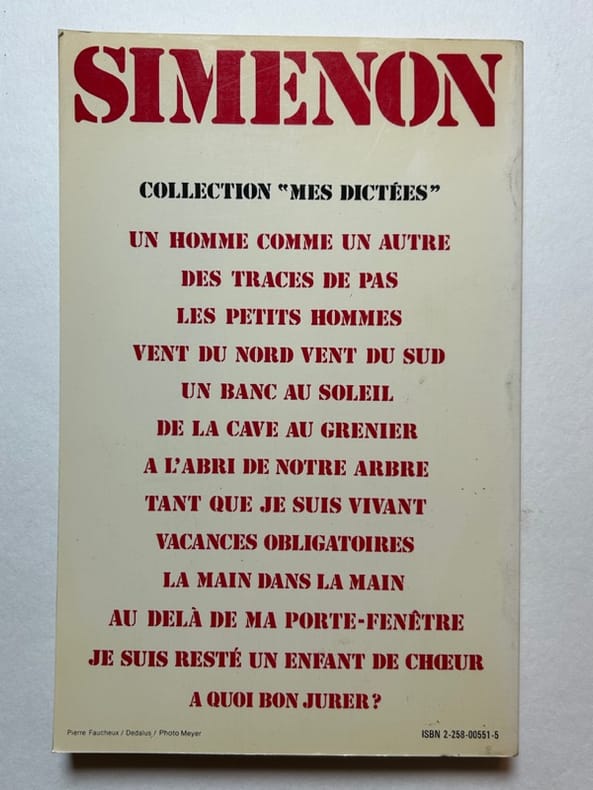 SIMENON
COLLECTION "MES DICTÉES"
UN HOMME COMME UN AUTRE
DES TRACES DE PAS
LES PETITS HOMMES
VENT DU NORD VENT DU SUD
UN BANC AU SOLEIL
DE LA CAVE AU GRENIER
A L'ABRI DE NOTRE ARBRE
TANT QUE JE SUIS VIVANT
VACANCES OBLIGATOIRES
LA MAIN DANS LA MAIN
AU DELÀ DE MA PORTE-FENÊTRE
JE SUIS RESTÉ UN ENFANT DE CHŒUR
A QUOI BON JURER?
Pierre Faucheux / Dedalus / Photo Meyer
ISBN 2-258-00551-5